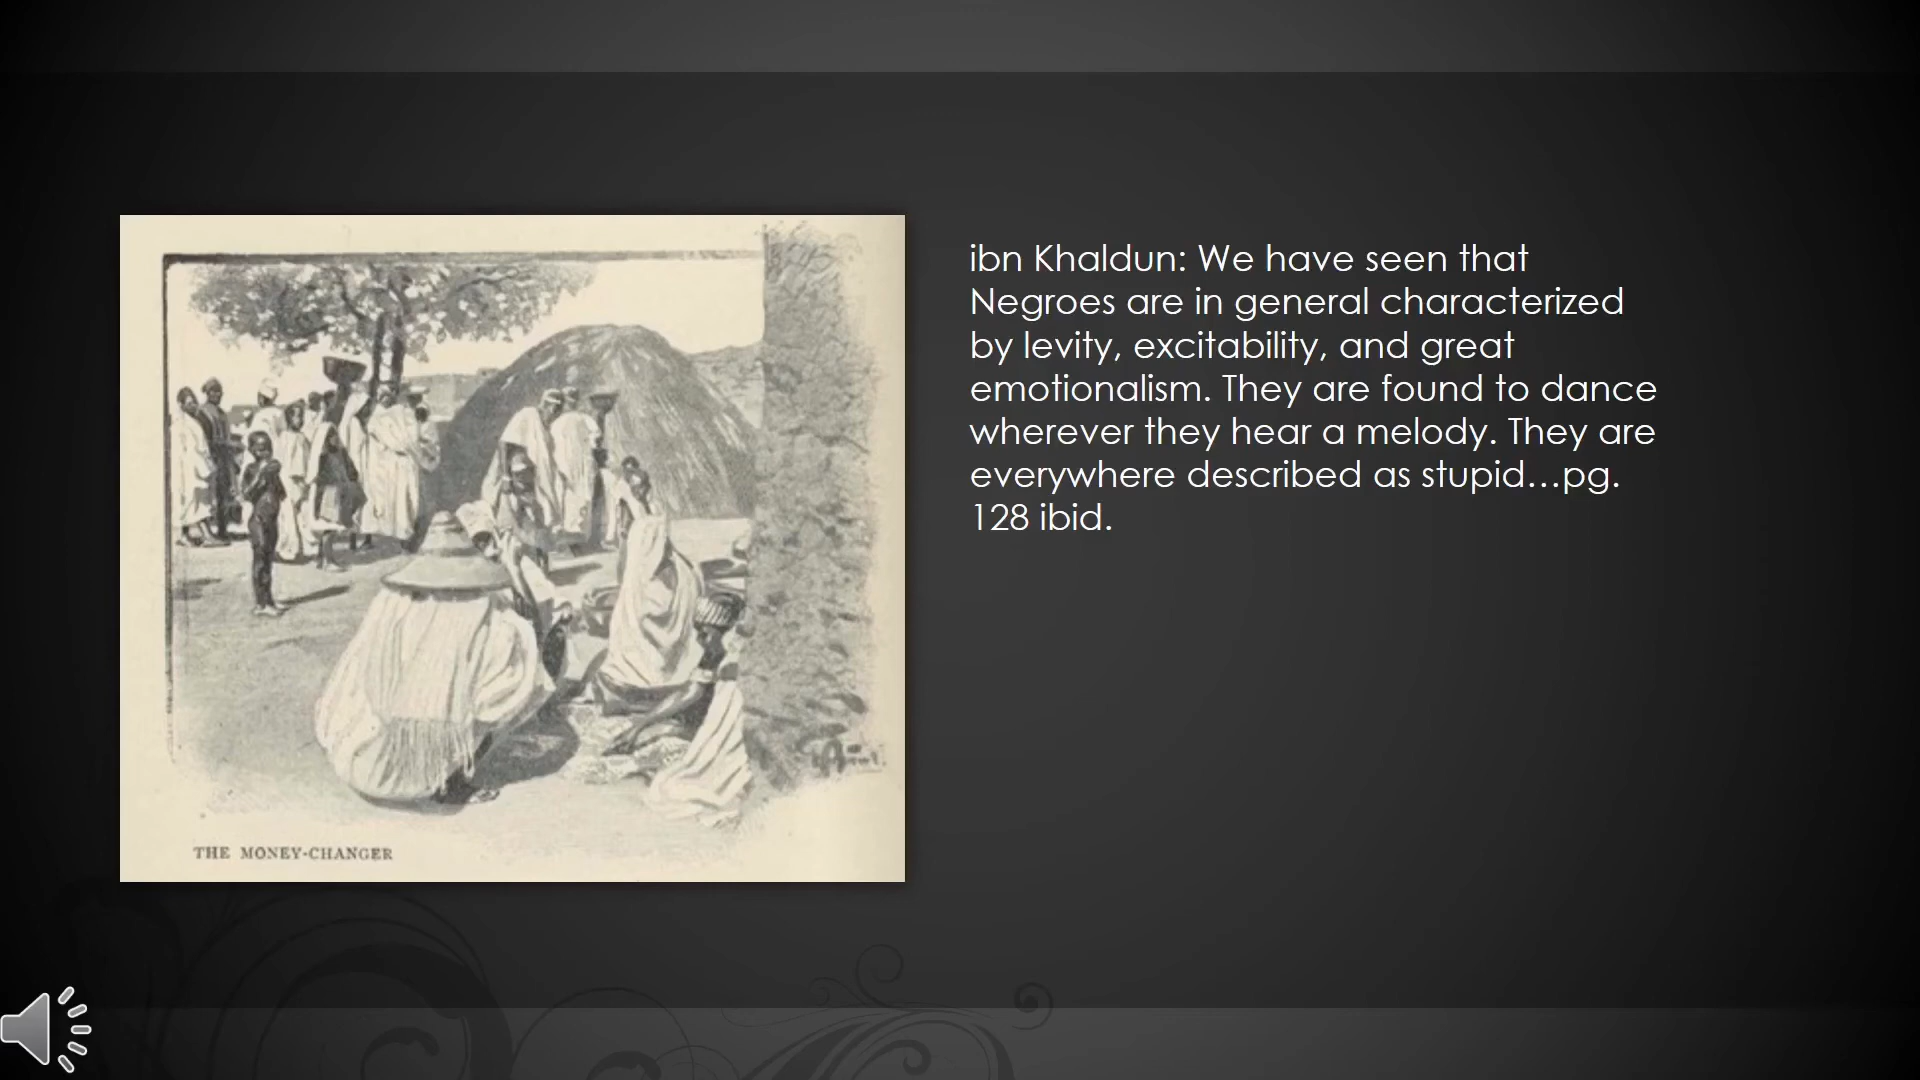 ibn Khaldun: We have seen that
Negroes are in general characterized
by levity, excitability, and great
emotionalism. They are found to dance
wherever they hear a melody. They are
everywhere described as stupid…pg.
128 ibid.
THE MONEY-CHANGER